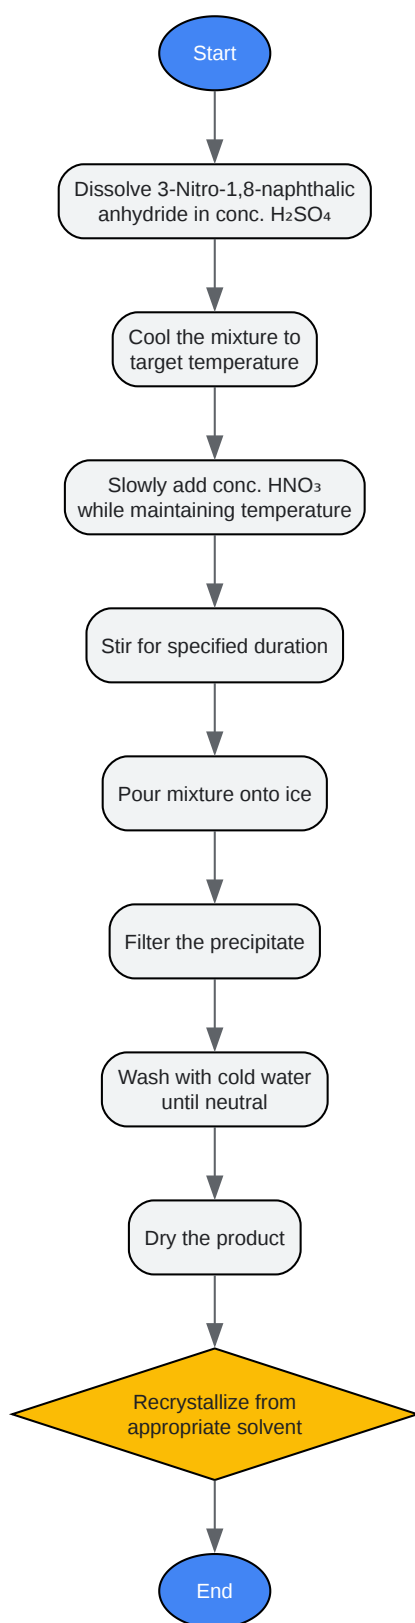 Start
Dissolve 3-Nitro-1,8-naphthalic
anhydride in conc. H₂SO₄
Cool the mixture to
target temperature
Slowly add conc. HNO₃
while maintaining temperature
Stir for specified duration
Pour mixture onto ice
Filter the precipitate
Wash with cold water
until neutral
Dry the product
Recrystallize from
appropriate solvent
End